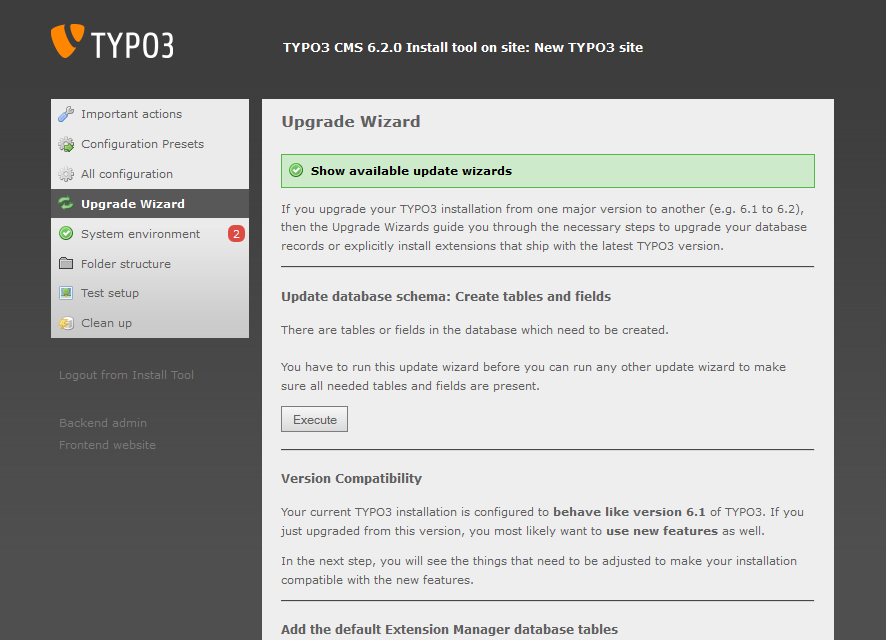 TYPO3
TYPO3 CMS 6.2.0 Install tool on site: New TYPO3 site
Important actions
Configuration Presets
All configuration
Upgrade Wizard
System environment 2
Folder structure
Test setup
Clean up
Logout from Install Tool
Backend admin
Frontend website
Upgrade Wizard
Show available update wizards
If you upgrade your TYPO3 installation from one major version to another (e.g. 6.1 to 6.2),
then the Upgrade Wizards guide you through the necessary steps to upgrade your database
records or explicitly install extensions that ship with the latest TYPO3 version.
Update database schema: Create tables and fields
There are tables or fields in the database which need to be created.
You have to run this update wizard before you can run any other update wizard to make
sure all needed tables and fields are present.
Execute
Version Compatibility
Your current TYPO3 installation is configured to behave like version 6.1 of TYPO3. If you
just upgraded from this version, you most likely want to use new features as well.
In the next step, you will see the things that need to be adjusted to make your installation
compatible with the new features.
Add the default Extension Manager database tables